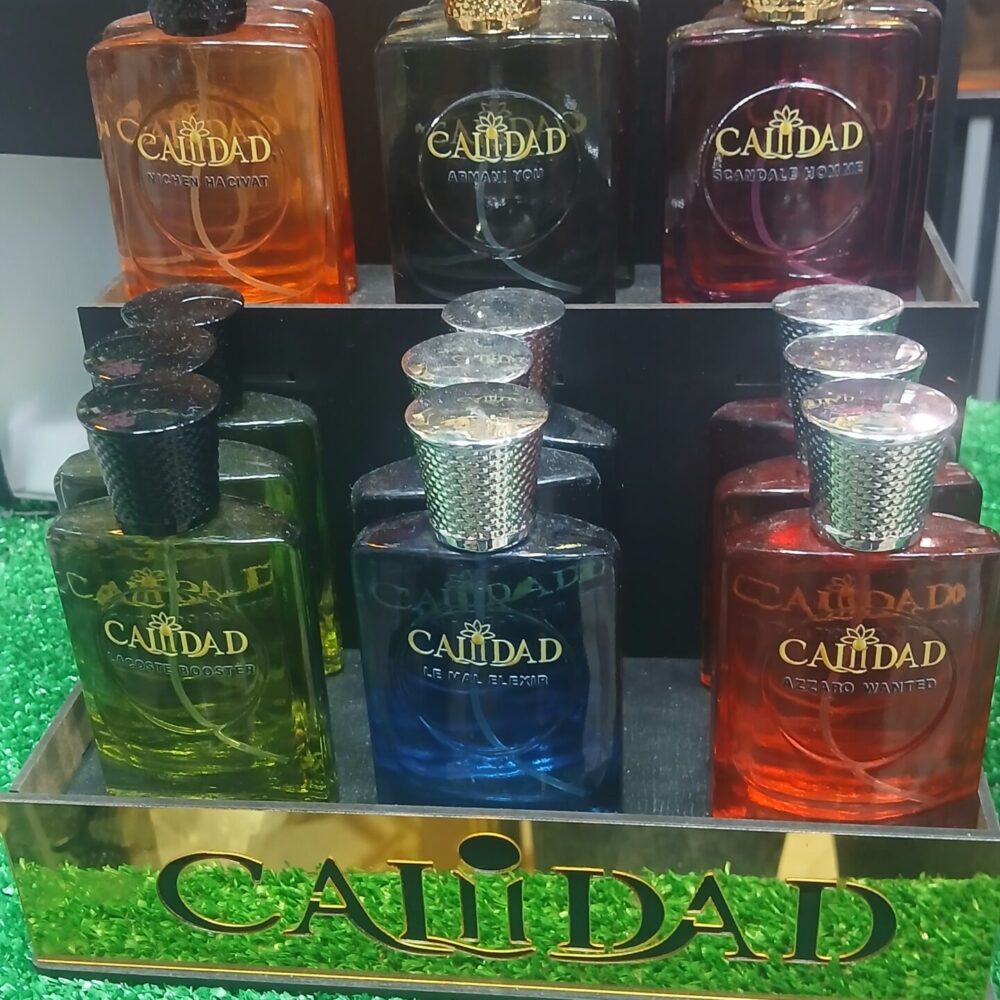 CALIDAD
NICHEN HACIVAT
CALIDAD
ARMANI YOU
CALIDAD
SCANDALE HOMME
CALIDAD
LACOSTE BOOSTER
CALIDAD
LE MAL ELEXIR
CALIDAD
AZZARO WANTED
CALIDAD